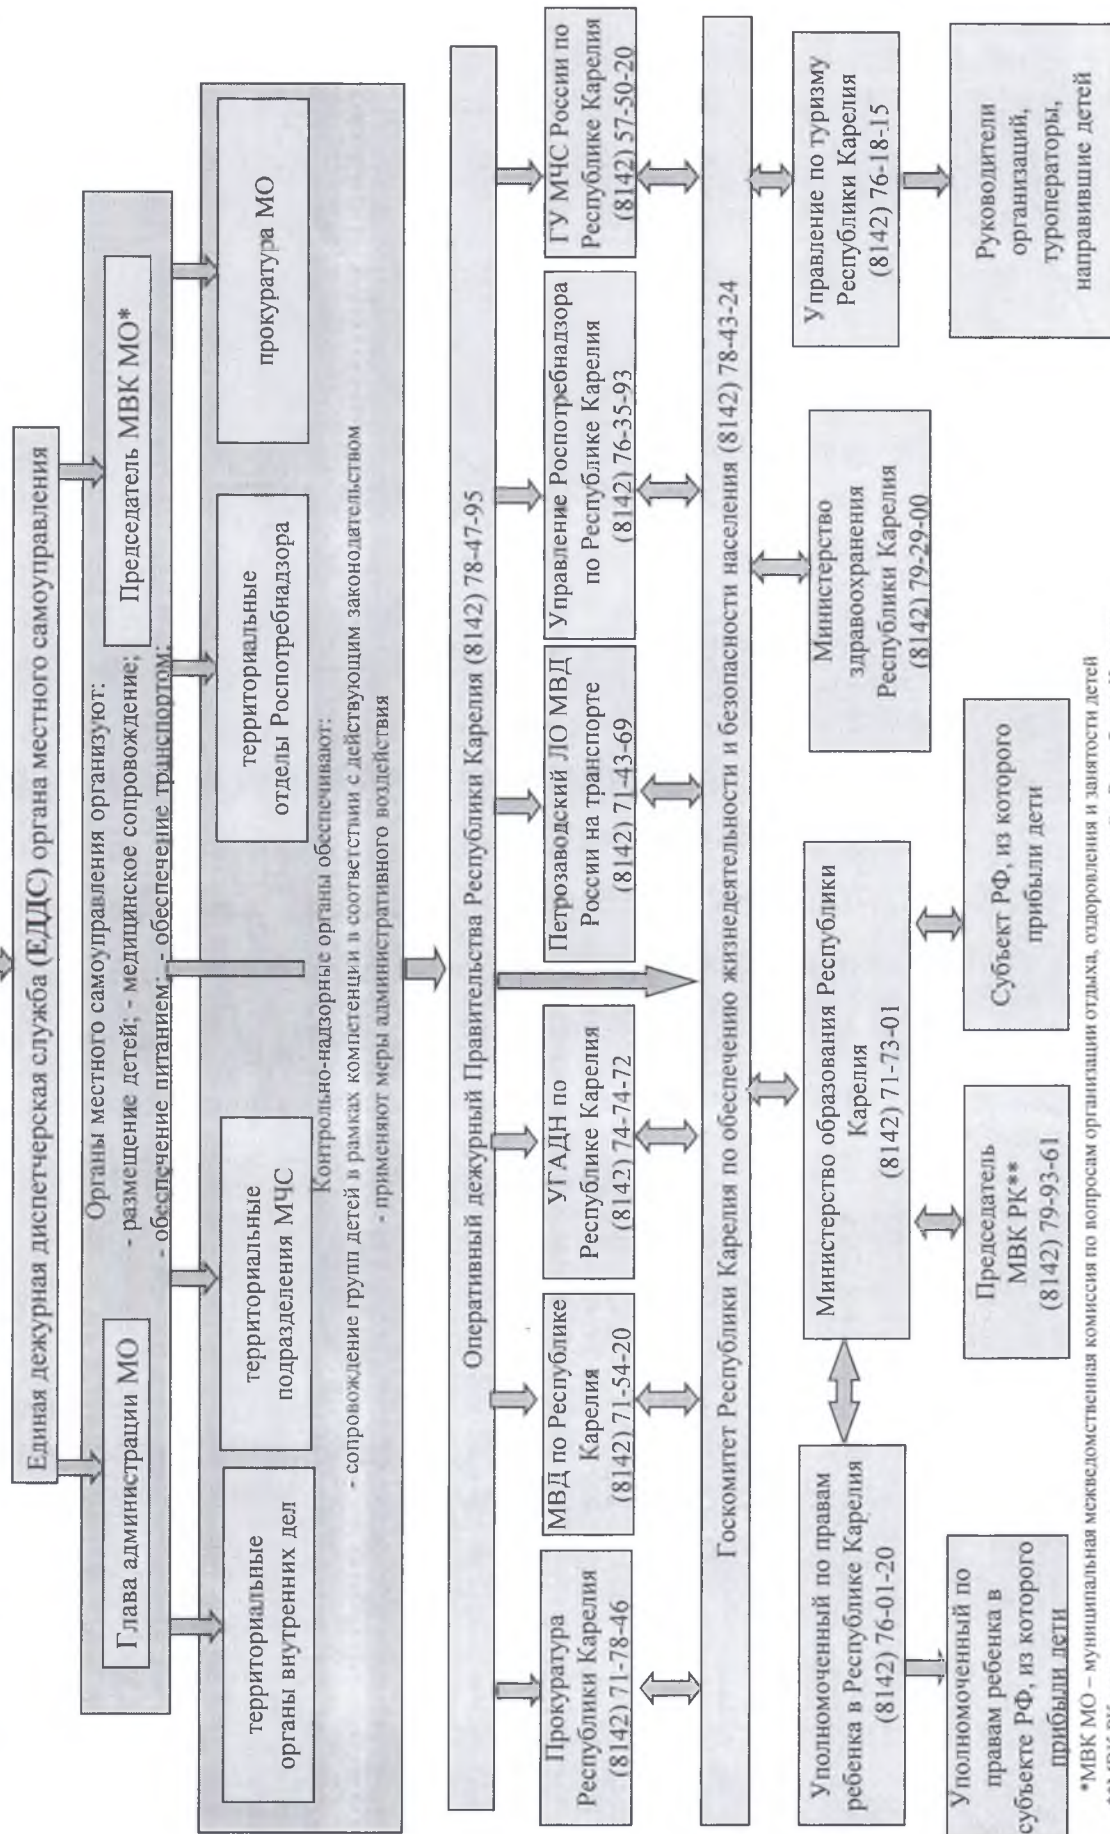 Единая дежурная диспетчерская служба (ЕДДС) органа местного самоуправления
Органы местного самоуправления организуют:
- размещение детей; - медицинское сопровождение;
- обеспечение питанием; - обеспечение транспортом;
Глава администрации МО
Председатель МВК МО*
территориальные
органы внутренних дел
территориальные
подразделения МЧС
территориальные
отделы Роспотребнадзора
прокуратура МО
Контрольно-надзорные органы обеспечивают:
- сопровождение групп детей в рамках компетенции в соответствии с действующим законодательством
- применяют меры административного воздействия
Оперативный дежурный Правительства Республики Карелия (8142) 78-47-95
Прокуратура
Республики Карелия
(8142) 71-78-46
МВД по Республике
Карелия
(8142) 71-54-20
УГАДН по
Республике Карелия
(8142) 74-74-72
Петрозаводский ЛО МВД
России на транспорте
(8142) 71-43-69
Управление Роспотребнадзора
по Республике Карелия
(8142) 76-35-93
ГУ МЧС России по
Республике Карелия
(8142) 57-50-20
Госкомитет Республики Карелия по обеспечению жизнедеятельности и безопасности населения (8142) 78-43-24
Уполномоченный по правам
ребенка в Республике Карелия
(8142) 76-01-20
Министерство образования Республики
Карелия
(8142) 71-73-01
Министерство
здравоохранения
Республики Карелия
(8142) 79-29-00
Управление по туризму
Республики Карелия
(8142) 76-18-15
Уполномоченный по
правам ребенка в
субъекте РФ, из которого
прибыли дети
Председатель
МВК РК**
(8142) 79-93-61
Субъект РФ, из которого
прибыли дети
Руководители
организаций,
туроператоры,
направившие детей
*МВК МО – муниципальная межведомственная комиссия по вопросам организации отдыха, оздоровления и занятости детей